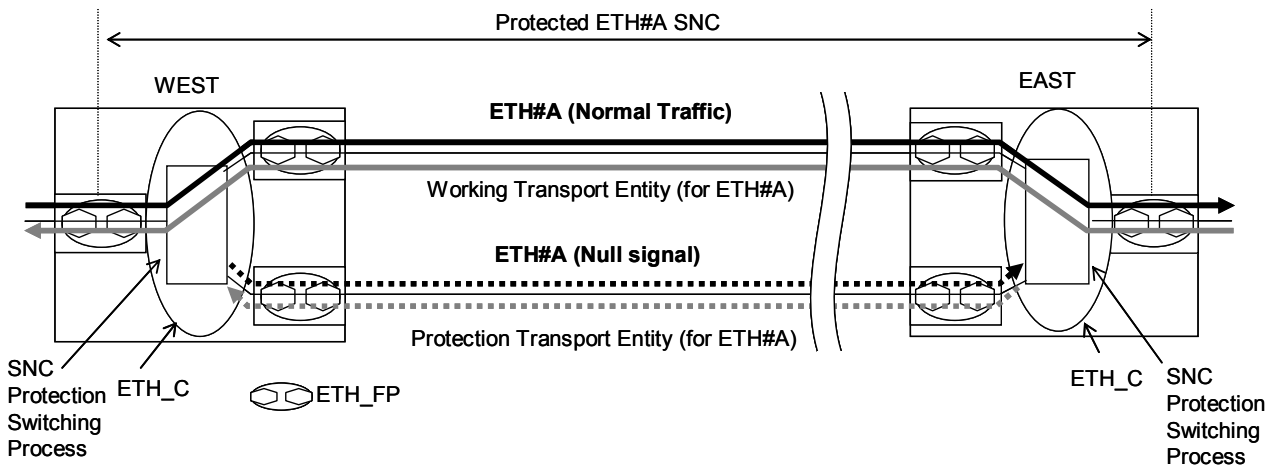 Protected ETH#A SNC
WEST
EAST
ETH#A (Normal Traffic)
Working Transport Entity (for ETH#A)
ETH#A (Null signal)
Protection Transport Entity (for ETH#A)
SNC
Protection
Switching
Process
ETH_C
ETH_FP
ETH_C
SNC
Protection
Switching
Process